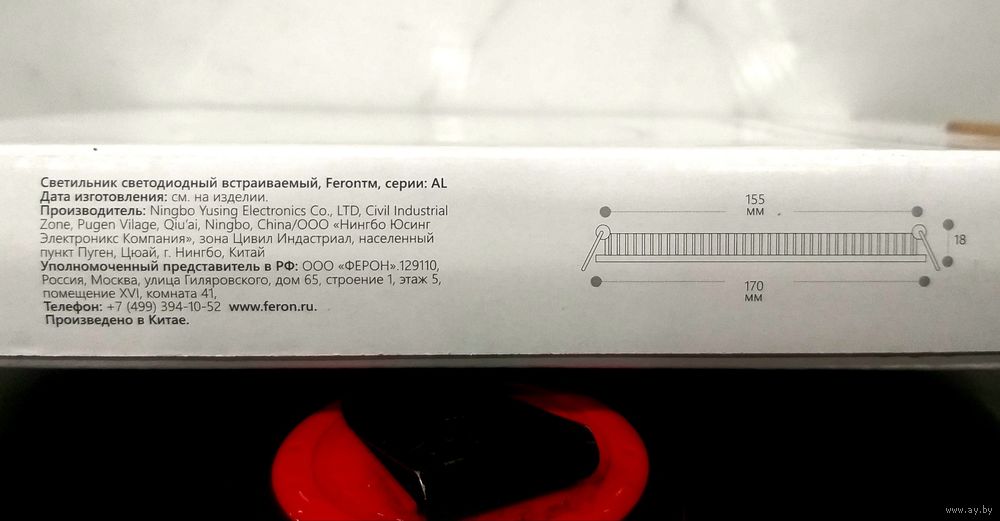 Светильник светодиодный встраиваемый, Feronтм, серии: AL
Дата изготовления: см. на изделии.
Производитель: Ningbo Yusing Electronics Co., LTD, Civil Industrial
Zone, Pugen Vilage, Qiu'ai, Ningbo, China/ООО «Нингбо Юсинг
Электроникс Компания», зона Цивил Индастриал, населенный
пункт Пуген, Цюай, г. Нингбо, Китай
Уполномоченный представитель в РФ: ООО «ФЕРОН».129110,
Россия, Москва, улица Гиляровского, дом 65, строение 1, этаж 5,
помещение XVI, комната 41,
Телефон: +7 (499) 394-10-52 www.feron.ru.
Произведено в Китае.
155
мм
18
170
мм
www.ay.by